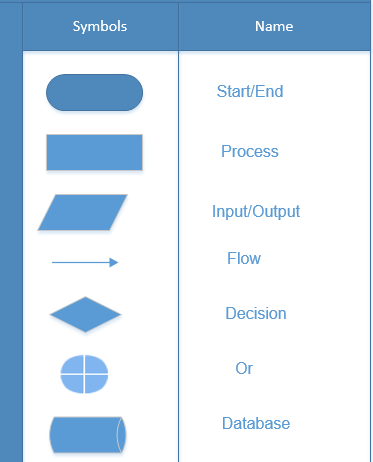 Symbols Name
Start/End
Process
Input/Output
Flow
Decision
Or
Database